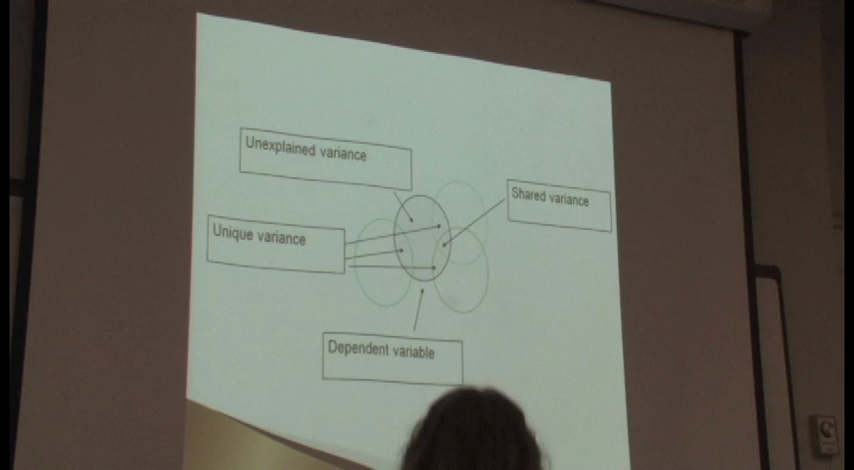 Unexplained variance
Shared variance
Unique variance
Dependent variable